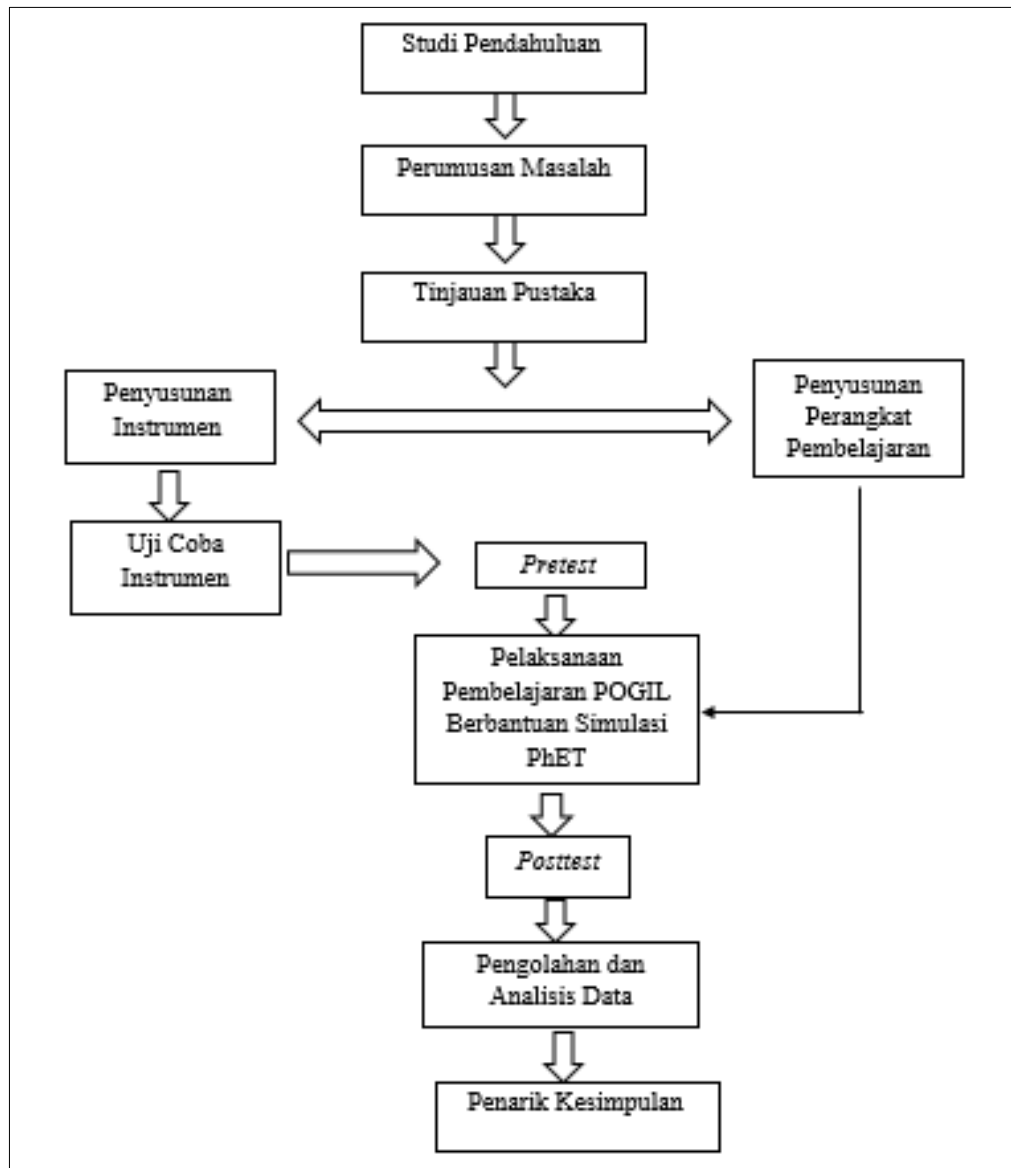 Studi Pendahuluan
Perumusan Masalah
Tinjauan Pustaka
Penyusunan
Instrumen
Penyusunan
Perangkat
Pembelajaran
Uji Coba
Instrumen
Pretest
Pelaksanaan
Pembelajaran POGIL
Berbantuan Simulasi
PhET
Posttest
Pengolahan dan
Analisis Data
Penarik Kesimpulan